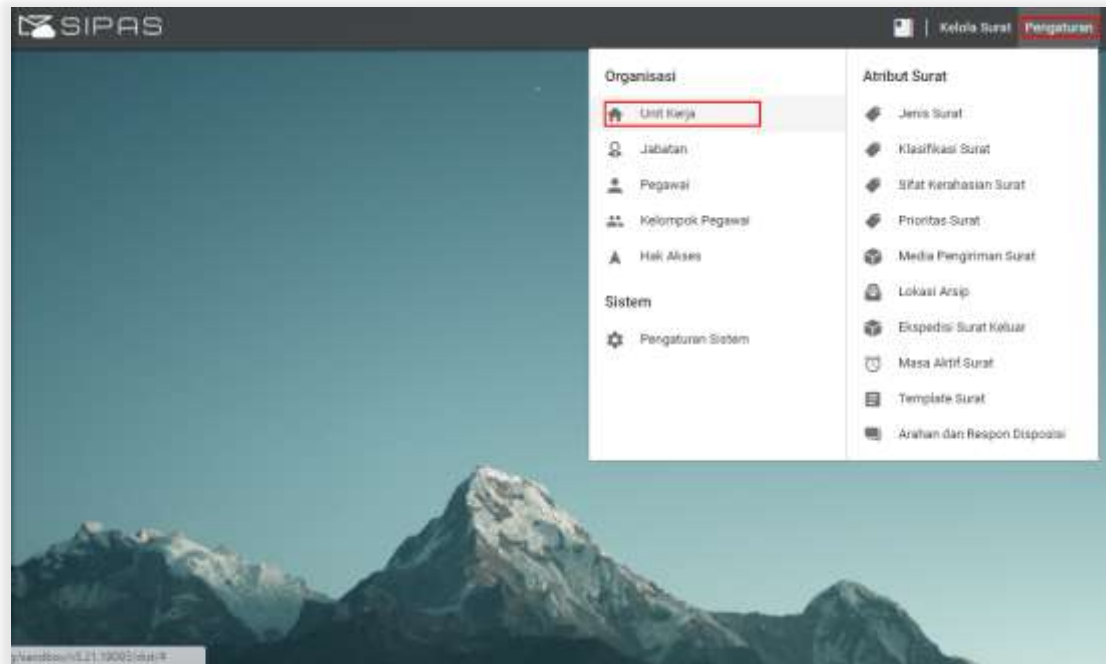 SIPAS
Kelola Surat
Pengaturan
Organisasi
Unit Kerja
Jabatan
Pegawai
Kelompok Pegawai
Hak Akses
Sistem
Pengaturan Sistem
Atribut Surat
Jenis Surat
Klasifikasi Surat
Sifat Kerahasian Surat
Prioritas Surat
Media Pengiriman Surat
Lokasi Arsip
Ekspedisi Surat Keluar
Masa Aktif Surat
Template Surat
Arahan dan Respon Disposisi